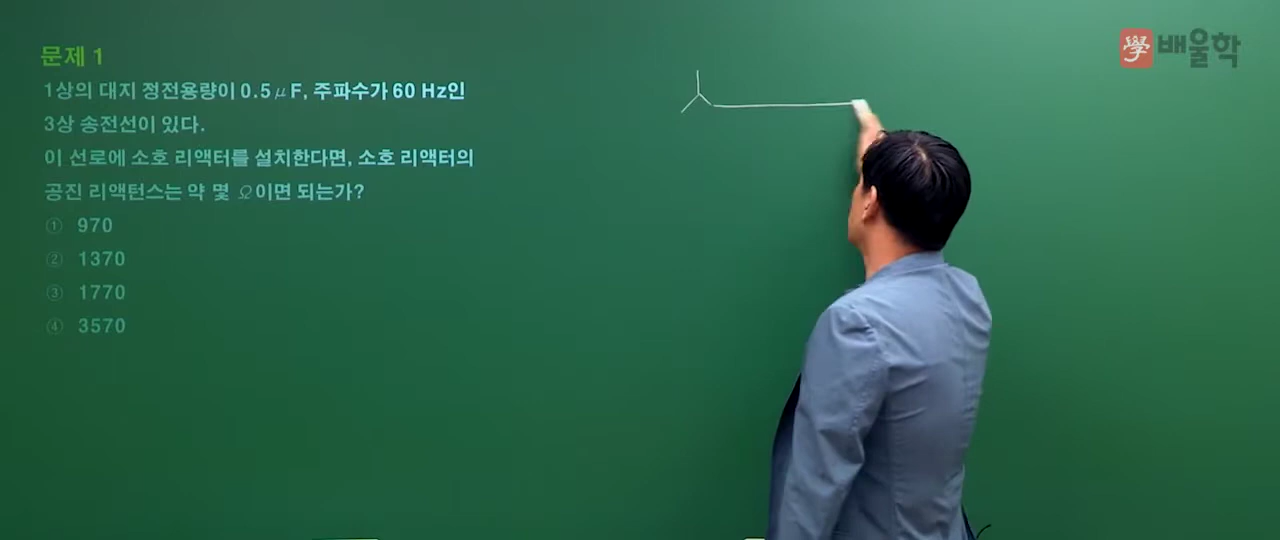 문제 1
1상의 대지 정전용량이 0.5μF, 주파수가 60 Hz인
3상 송전선이 있다.
이 선로에 소호 리액터를 설치한다면, 소호 리액터의
공진 리액턴스는 약 몇 Ω이면 되는가?
① 970
② 1370
③ 1770
④ 3570
學 배울학